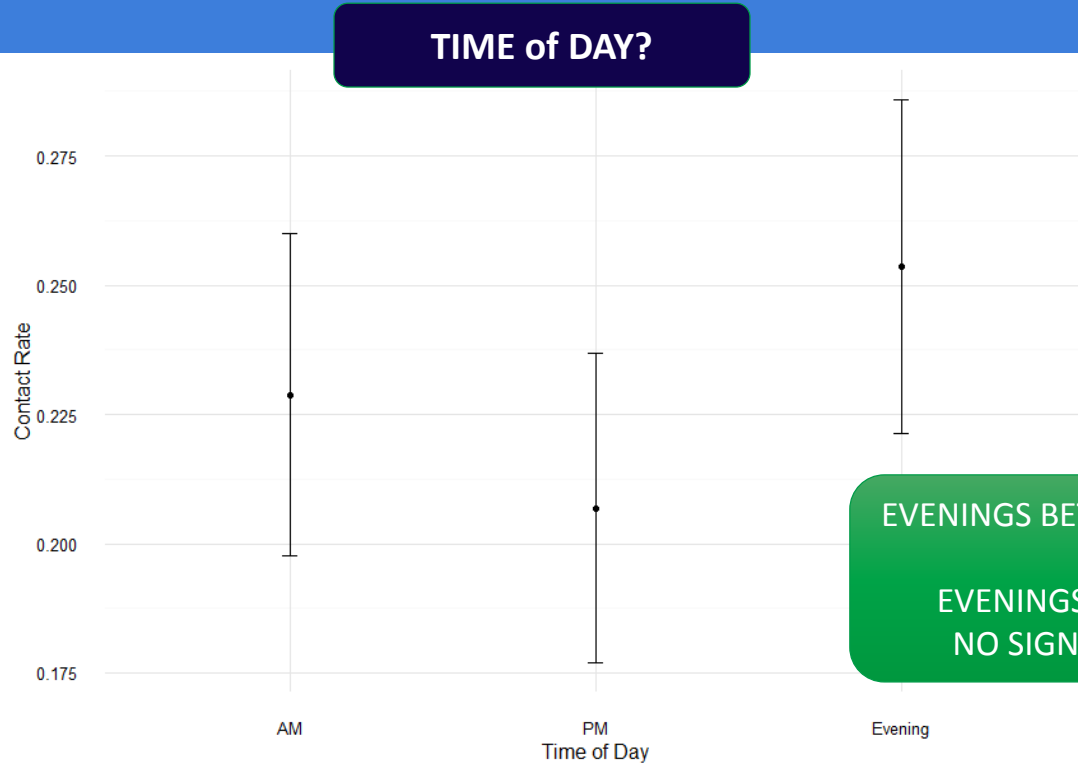 TIME of DAY?
0.275
0.250
0.225
0.200
0.175
Contact Rate
AM
PM
Evening
Time of Day
EVENINGS
EVENINGS
NO